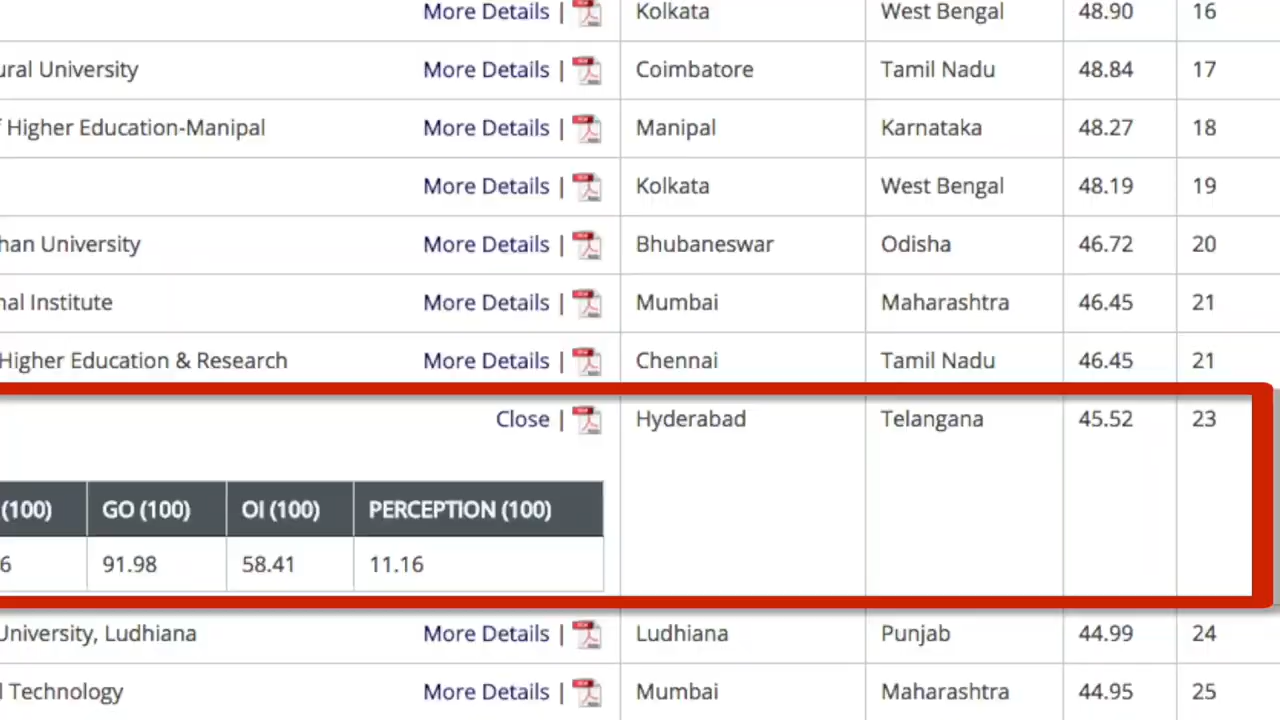 More Details | Kolkata West Bengal 48.90 16
ural University More Details | Coimbatore Tamil Nadu 48.84 17
f Higher Education-Manipal More Details | Manipal Karnataka 48.27 18
More Details | Kolkata West Bengal 48.19 19
han University More Details | Bhubaneswar Odisha 46.72 20
nal Institute More Details | Mumbai Maharashtra 46.45 21
Higher Education & Research More Details | Chennai Tamil Nadu 46.45 21
Close | Hyderabad Telangana 45.52 23
(100) GO (100) OI (100) PERCEPTION (100)
6 91.98 58.41 11.16
University, Ludhiana More Details | Ludhiana Punjab 44.99 24
l Technology More Details | Mumbai Maharashtra 44.95 25